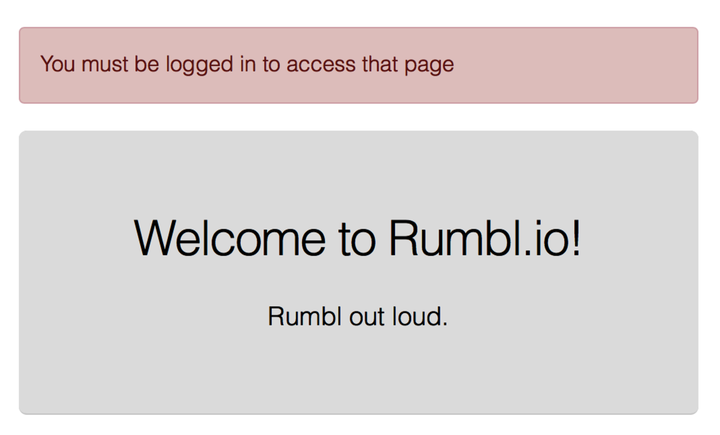 You must be logged in to access that page
Welcome to Rumbl.io!
Rumbl out loud.